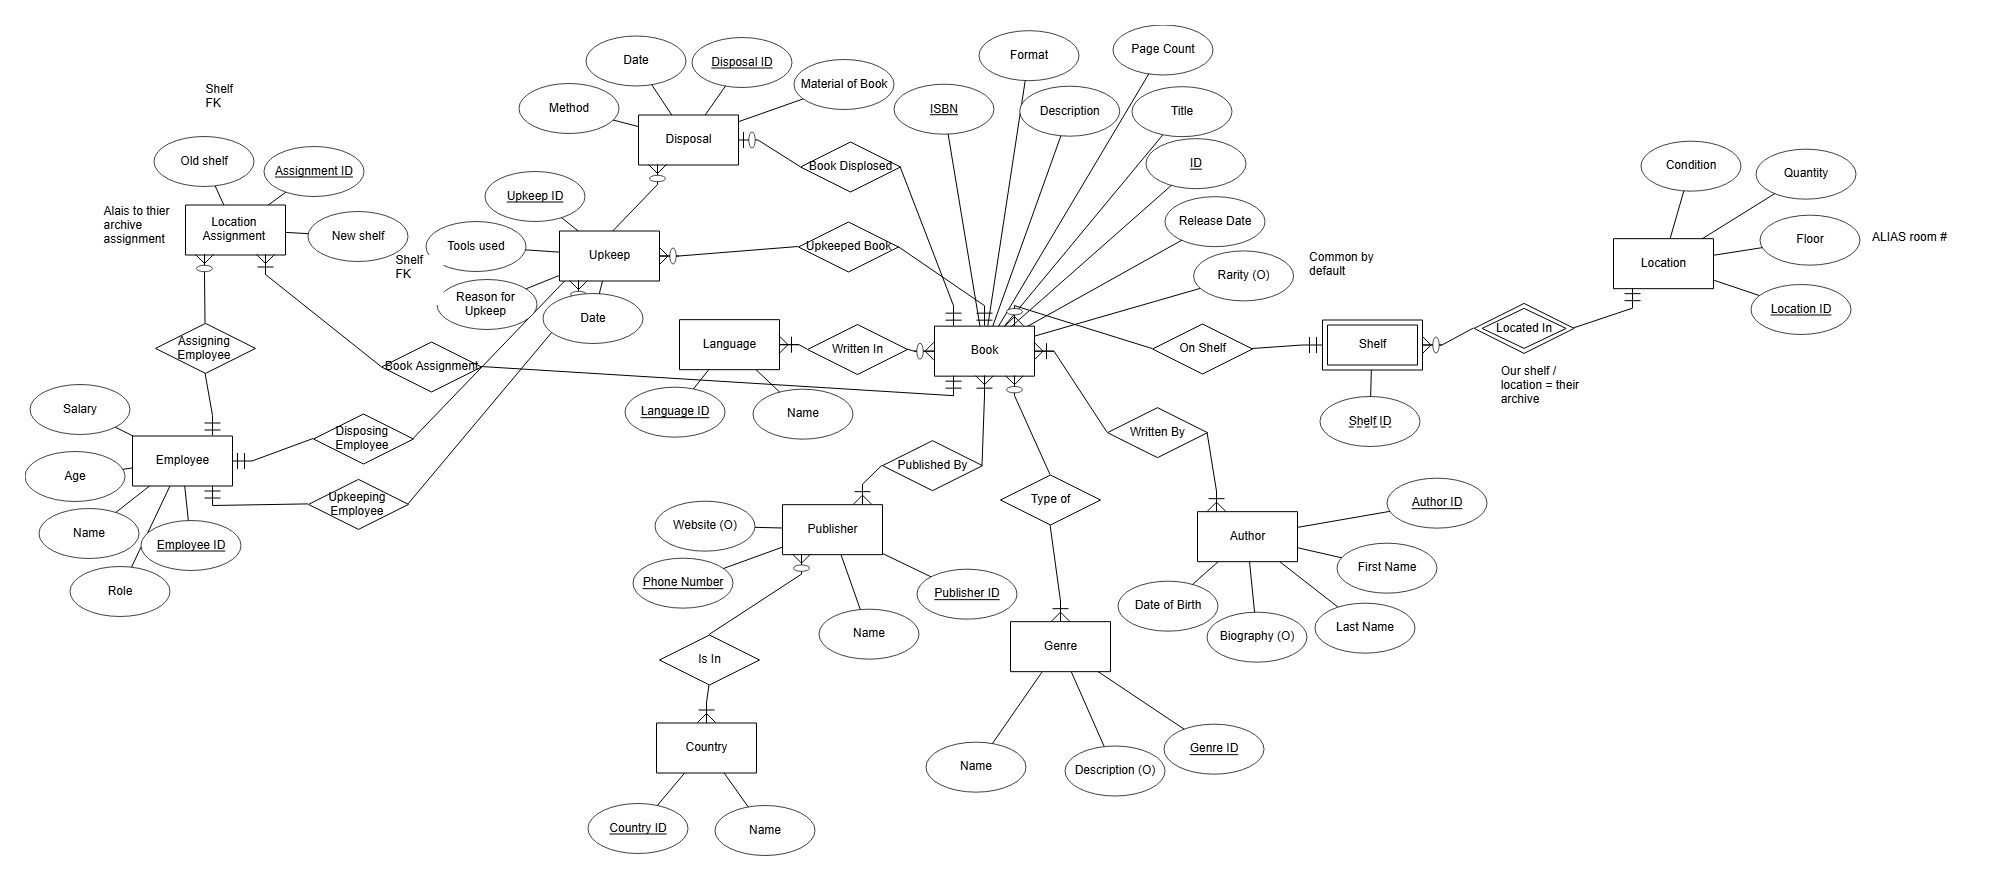 Page Count
Format
Date
Disposal ID
Material of Book
Shelf
FK
Method
ISBN
Description
Title
Disposal
Old shelf
Assignment ID
Book Displosed
ID
Condition
Quantity
Upkeep ID
Alais to thier
archive
assignment
Location
Assignment
New shelf
Release Date
Floor
ALIAS room #
Tools used
Upkeep
Upkeeped Book
Shelf
FK
Rarity (O)
Common by
default
Location
Reason for
Upkeep
Date
Location ID
Assigning
Employee
Language
Written In
Book
On Shelf
Shelf
Located In
Book Assignment
Our shelf /
location = their
archive
Salary
Language ID
Name
Shelf ID
Disposing
Employee
Written By
Employee
Published By
Age
Upkeeping
Employee
Type of
Author ID
Name
Employee ID
Website (O)
Publisher
Author
First Name
Role
Phone Number
Publisher ID
Date of Birth
Biography (O)
Last Name
Name
Is In
Genre
Country
Name
Description (O)
Genre ID
Country ID
Name